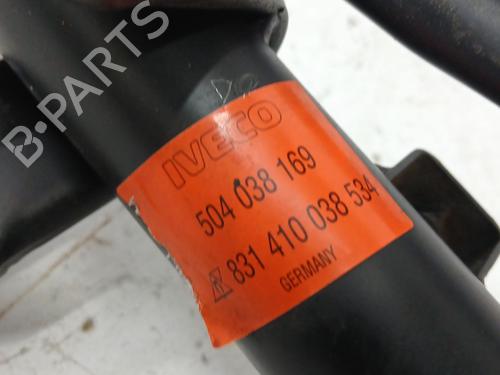 IVECO
504 038 169
831 410 038 534
GERMANY
B-PARTS